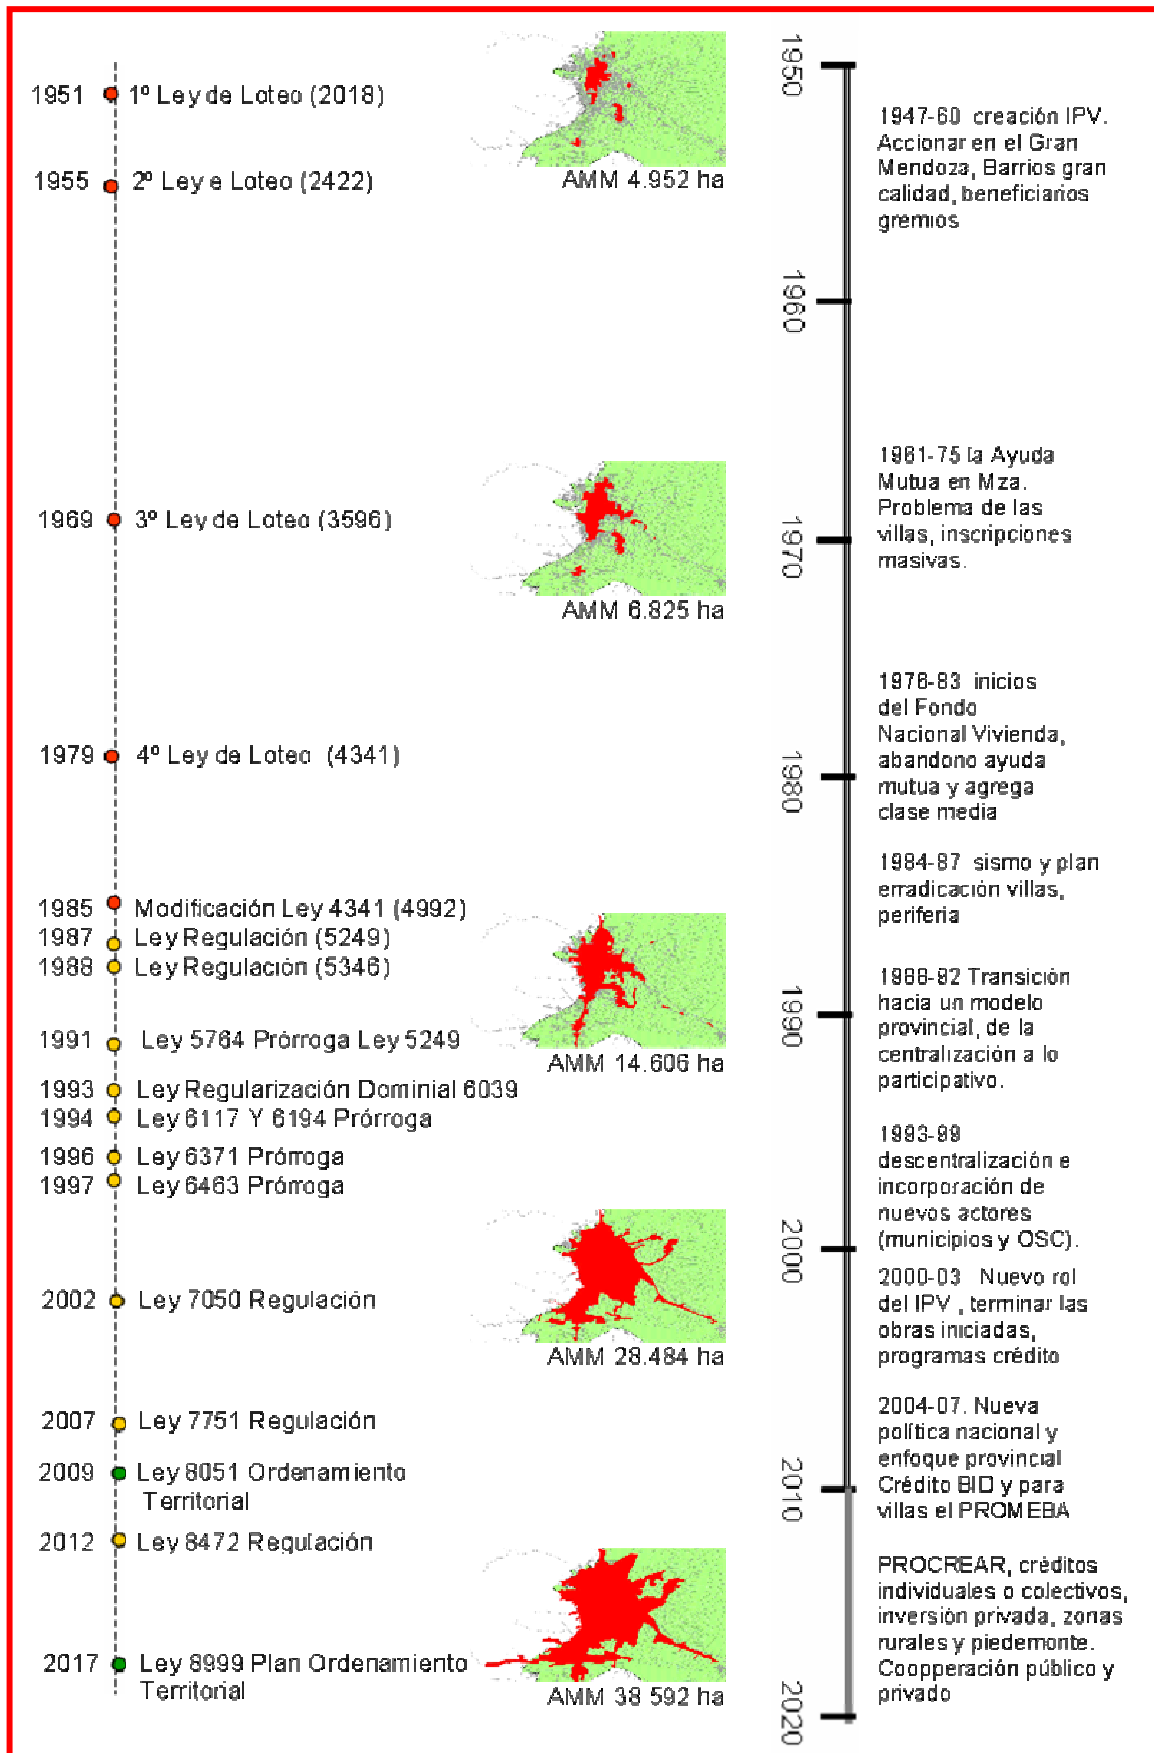 1951 1º Ley de Loteo (2018)
1955 2º Ley e Loteo (2422)
1969 3º Ley de Loteo (3596)
1979 4º Ley de Loteo (4341)
1985 Modificación Ley 4341 (4992)
1987 Ley Regulación (5249)
1988 Ley Regulación (5346)
1991 Ley 5764 Prórroga Ley 5249
1993 Ley Regularización Dominial 6039
1994 Ley 6117 Y 6194 Prórroga
1996 Ley 6371 Prórroga
1997 Ley 6463 Prórroga
2002 Ley 7050 Regulación
2007 Ley 7751 Regulación
2009 Ley 8051 Ordenamiento
Territorial
2012 Ley 8472 Regulación
2017 Ley 8999 Plan Ordenamiento
Territorial
AMM 4.952 ha
AMM 6.825 ha
AMM 14.606 ha
AMM 28.484 ha
AMM 38 592 ha
1950
1960
1970
1980
1990
2000
2010
2020
1947-60 creación IPV.
Accionar en el Gran
Mendoza, Barrios gran
calidad, beneficiarios
gremios
1961-75 la Ayuda
Mutua en Mza.
Problema de las
villas, inscripciones
masivas.
1976-83 inicios
del Fondo
Nacional Vivienda,
abandono ayuda
mutua y agrega
clase media
1984-87 sismo y plan
erradicación villas,
periferia
1988-92 Transición
hacia un modelo
provincial, de la
centralización a lo
participativo.
1993-99
descentralización e
incorporación de
nuevos actores
(municipios y OSC).
2000-03 Nuevo rol
del IPV , terminar las
obras iniciadas,
programas crédito
2004-07. Nueva
política nacional y
enfoque provincial
Crédito BID y para
villas el PROMEBA
PROCREAR, créditos
individuales o colectivos,
inversión privada, zonas
rurales y piedemonte.
Coopperación público y
privado